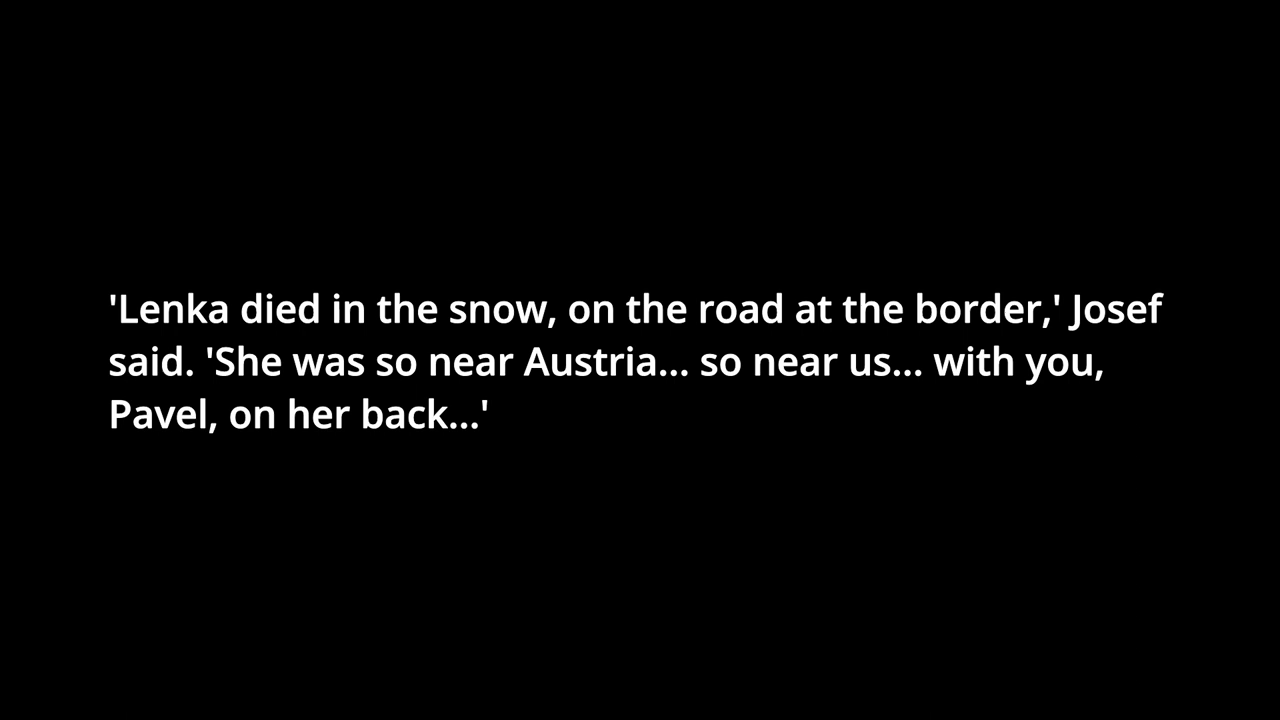 'Lenka died in the snow, on the road at the border,' Josef
said. 'She was so near Austria... so near us... with you,
Pavel, on her back...'